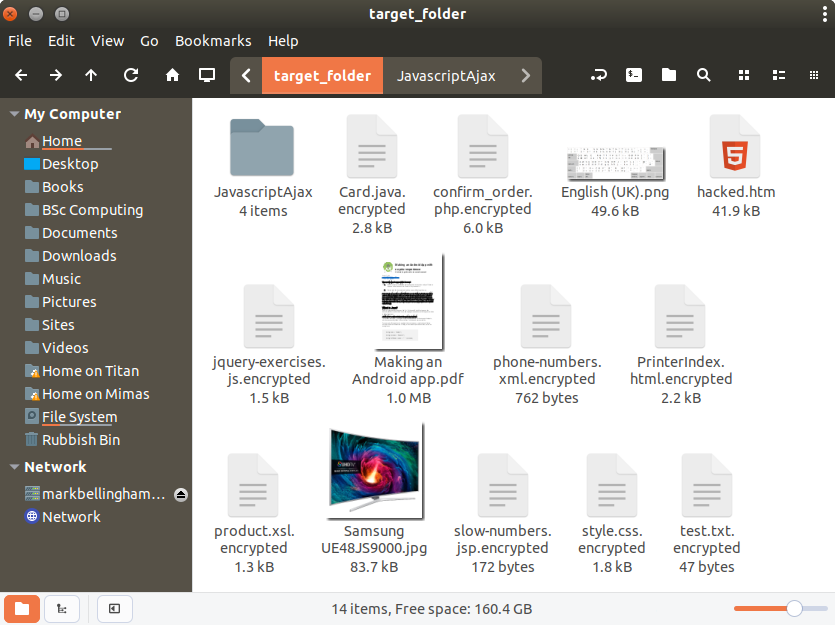 target_folder
File Edit View Go Bookmarks Help
target_folder JavascriptAjax
My Computer
Home
Desktop
Books
BSc Computing
Documents
Downloads
Music
Pictures
Sites
Videos
Home on Titan
Home on Mimas
File System
Rubbish Bin
Network
markbellingham...
Network
JavascriptAjax
4 items
Card.java.
encrypted
2.8 kB
confirm_order.
php.encrypted
6.0 kB
English (UK).png
49.6 kB
5
hacked.htm
41.9 kB
jquery-exercises.
js.encrypted
1.5 kB
Making an
Android app.pdf
1.0 MB
phone-numbers.
xml.encrypted
762 bytes
PrinterIndex.
html.encrypted
2.2 kB
product.xsl.
encrypted
1.3 kB
Samsung
UE48JS9000.jpg
83.7 kB
slow-numbers.
jsp.encrypted
172 bytes
style.css.
encrypted
1.8 kB
test.txt.
encrypted
47 bytes
14 items, Free space: 160.4 GB